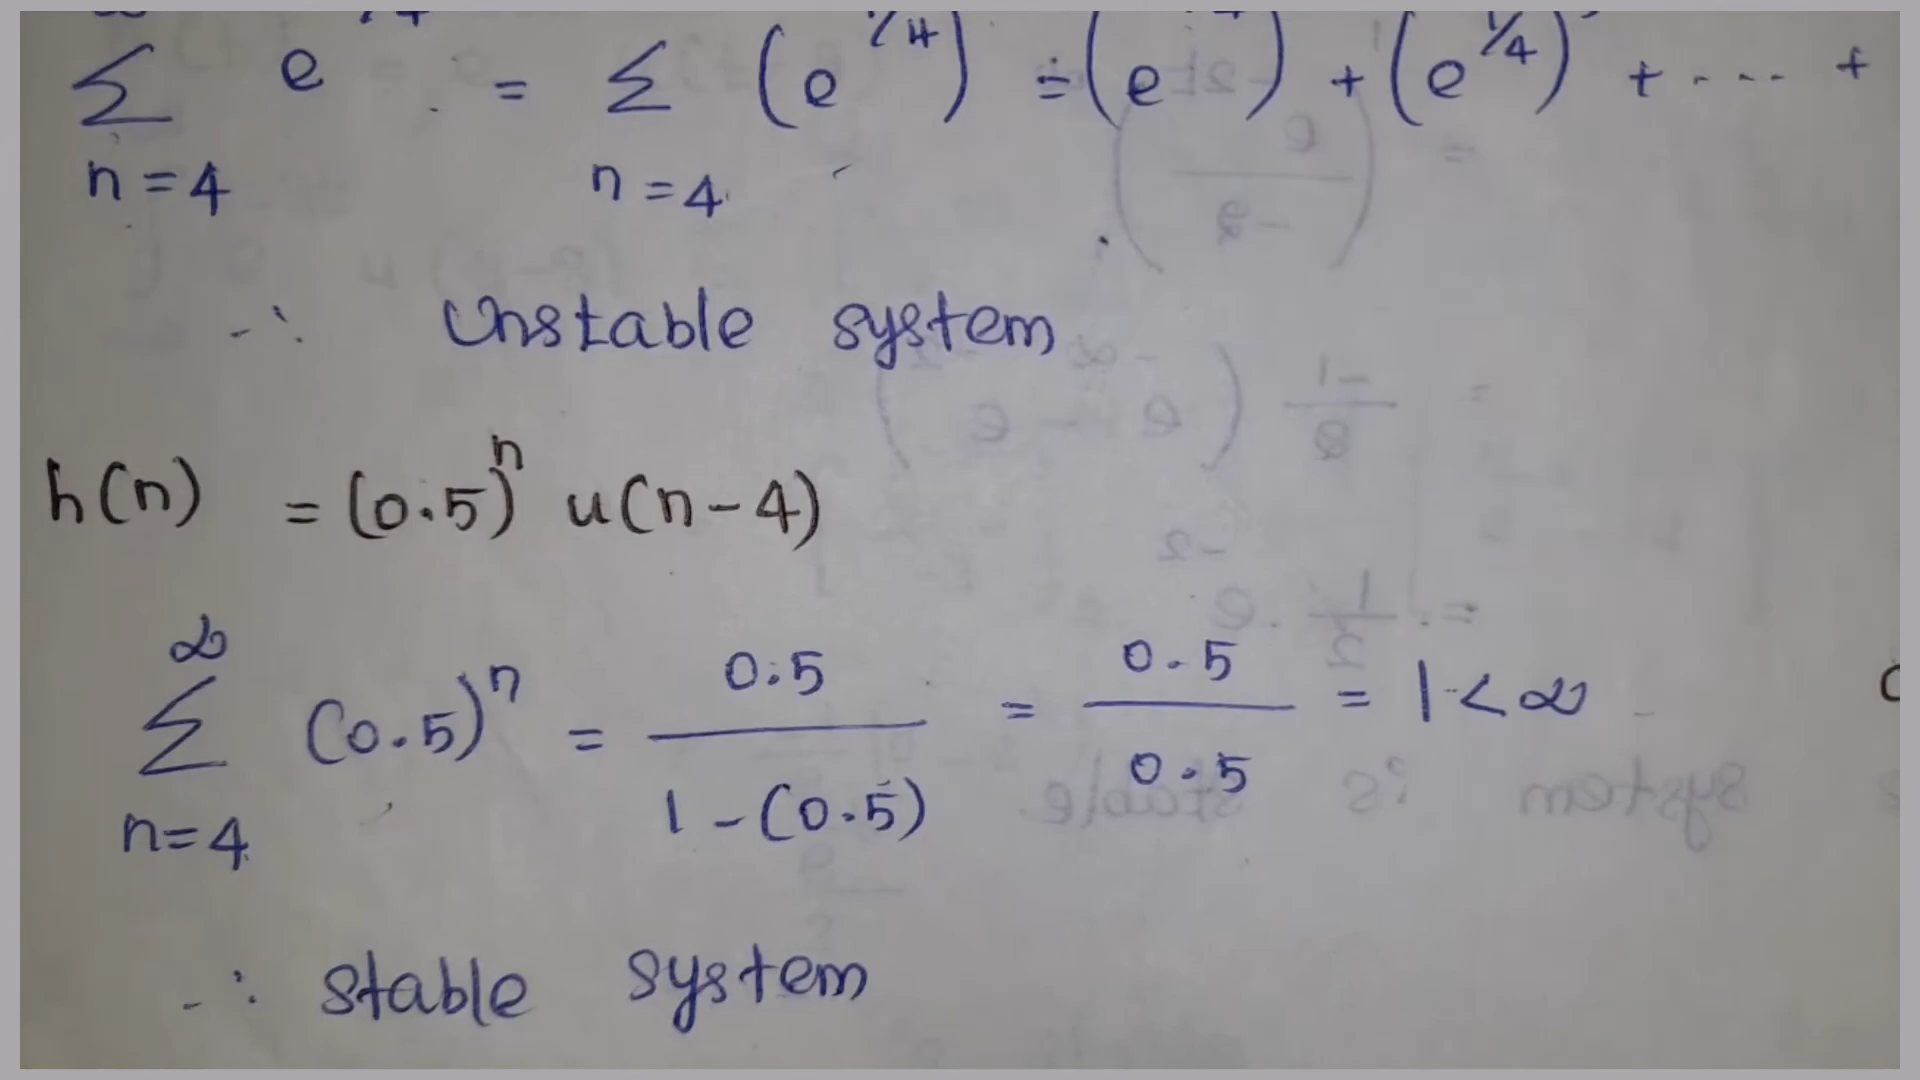 ∑ e = ∑ (e^1/4) = (e ) + (e^1/4) + ---- +
n=4 n=4
∴ Unstable system
h(n) = (0.5)^n u(n-4)
∞
∑ (0.5)^n = 0.5 / 1-(0.5) = 0.5 / 0.5 = 1 < ∞
n=4
∴ stable system